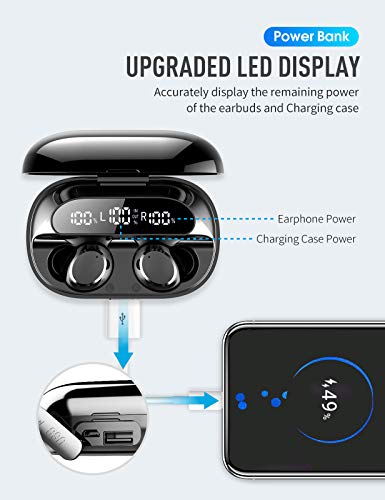 Power Bank
UPGRADED LED DISPLAY
Accurately display the remaining power
of the earbuds and Charging case
100% L 100 R 100%
Earphone Power
Charging Case Power
49%